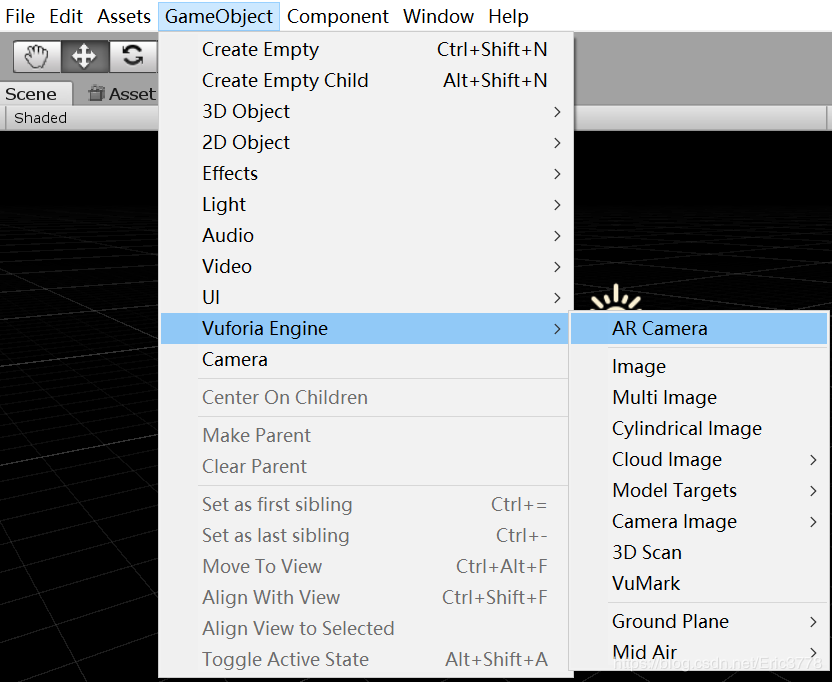 File Edit Assets GameObject Component Window Help
Create Empty Ctrl+Shift+N
Create Empty Child Alt+Shift+N
Scene Asset
3D Object
Shaded
2D Object
Effects
Light
Audio
Video
UI
Vuforia Engine
Camera
Center On Children
Make Parent
Clear Parent
Set as first sibling Ctrl+=
Set as last sibling Ctrl+-
Move To View Ctrl+Alt+F
Align With View Ctrl+Shift+F
Align View to Selected
Toggle Active State Alt+Shift+A
AR Camera
Image
Multi Image
Cylindrical Image
Cloud Image
Model Targets
Camera Image
3D Scan
VuMark
Ground Plane
Mid Air
https://blog.csdn.net/Eric3778